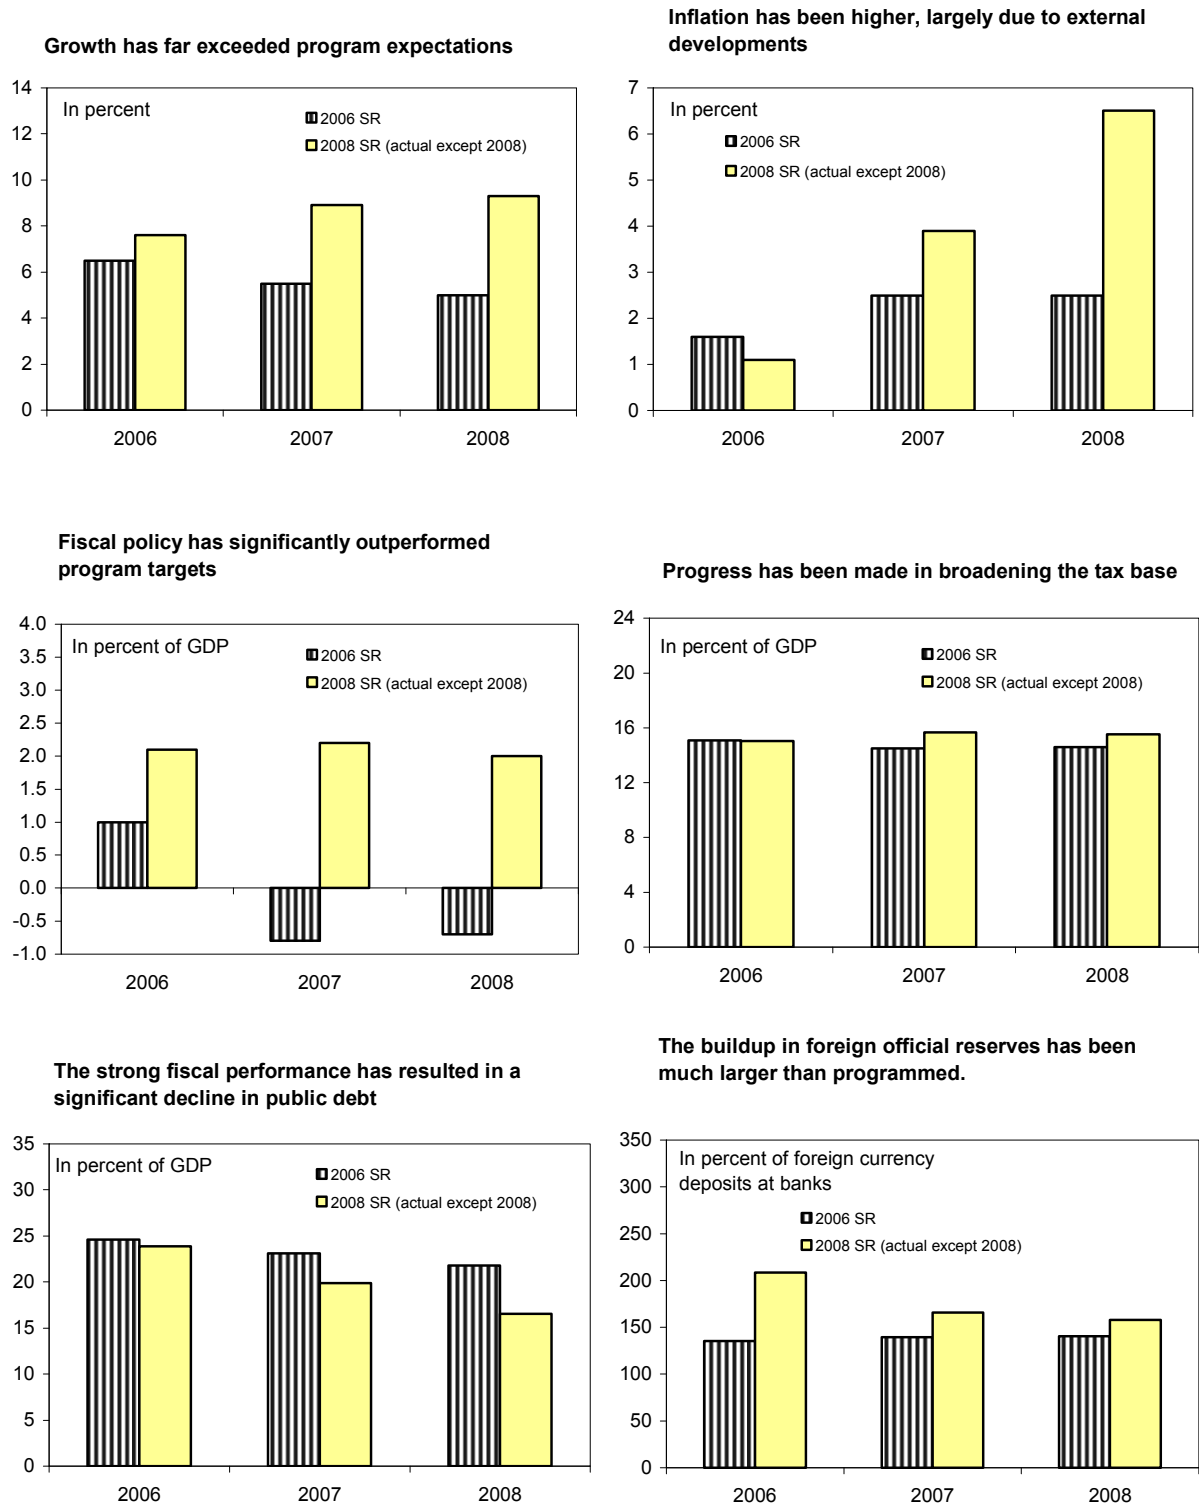 Growth has far exceeded program expectations
14
12
10
8
6
4
2
0
In percent
2006 SR
2008 SR (actual except 2008)
2006
2007
2008
Inflation has been higher, largely due to external
developments
7
6
5
4
3
2
1
0
In percent
2006 SR
2008 SR (actual except 2008)
2006
2007
2008
Fiscal policy has significantly outperformed
program targets
4.0
3.5
3.0
2.5
2.0
1.5
1.0
0.5
0.0
-0.5
-1.0
In percent of GDP
2006 SR
2008 SR (actual except 2008)
2006
2007
2008
Progress has been made in broadening the tax base
24
20
16
12
8
4
0
In percent of GDP
2006 SR
2008 SR (actual except 2008)
2006
2007
2008
The strong fiscal performance has resulted in a
significant decline in public debt
35
30
25
20
15
10
5
0
In percent of GDP
2006 SR
2008 SR (actual except 2008)
2006
2007
2008
The buildup in foreign official reserves has been
much larger than programmed.
350
300
250
200
150
100
50
0
In percent of foreign currency
deposits at banks
2006 SR
2008 SR (actual except 2008)
2006
2007
2008